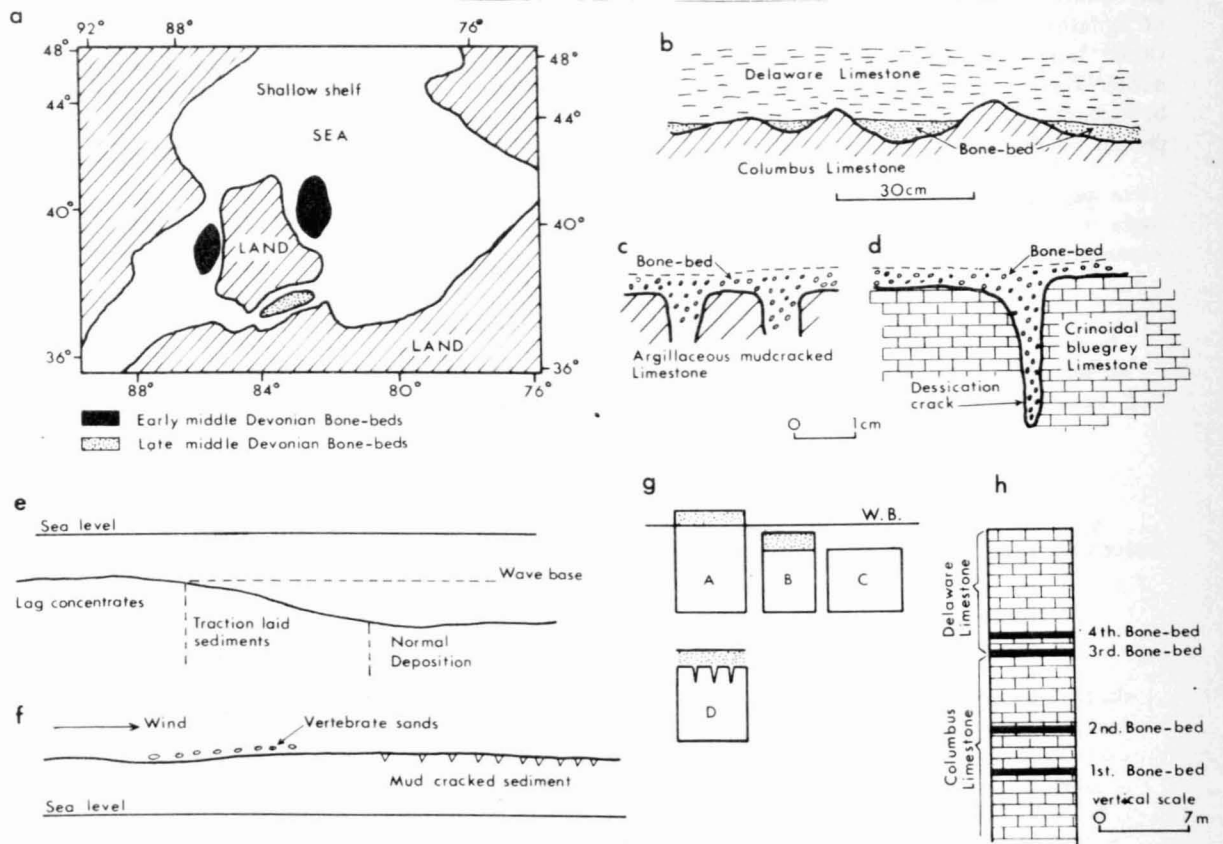 a
92° 88° 76°
48° 48°
44° 44°
40° 40°
36° 36°
88° 84° 80° 76°
Shallow shelf
SEA
LAND
LAND
Early middle Devonian Bone-beds
Late middle Devonian Bone-beds
b
Delaware Limestone
Bone-bed
Columbus Limestone
30cm
c
Bone-bed
Argillaceous mudcracked
Limestone
O 1cm
d
Bone-bed
Crinoidal
bluegrey
Limestone
Dessication
crack
e
Sea level
Wave base
Lag concentrates
Traction laid
sediments
Normal
Deposition
f
Wind
Vertebrate sands
Mud cracked sediment
Sea level
g
W.B.
A
B
C
D
h
Delaware
Limestone
Columbus
Limestone
4th. Bone-bed
3rd. Bone-bed
2nd. Bone-bed
1st. Bone-bed
vertical scale
O 7m